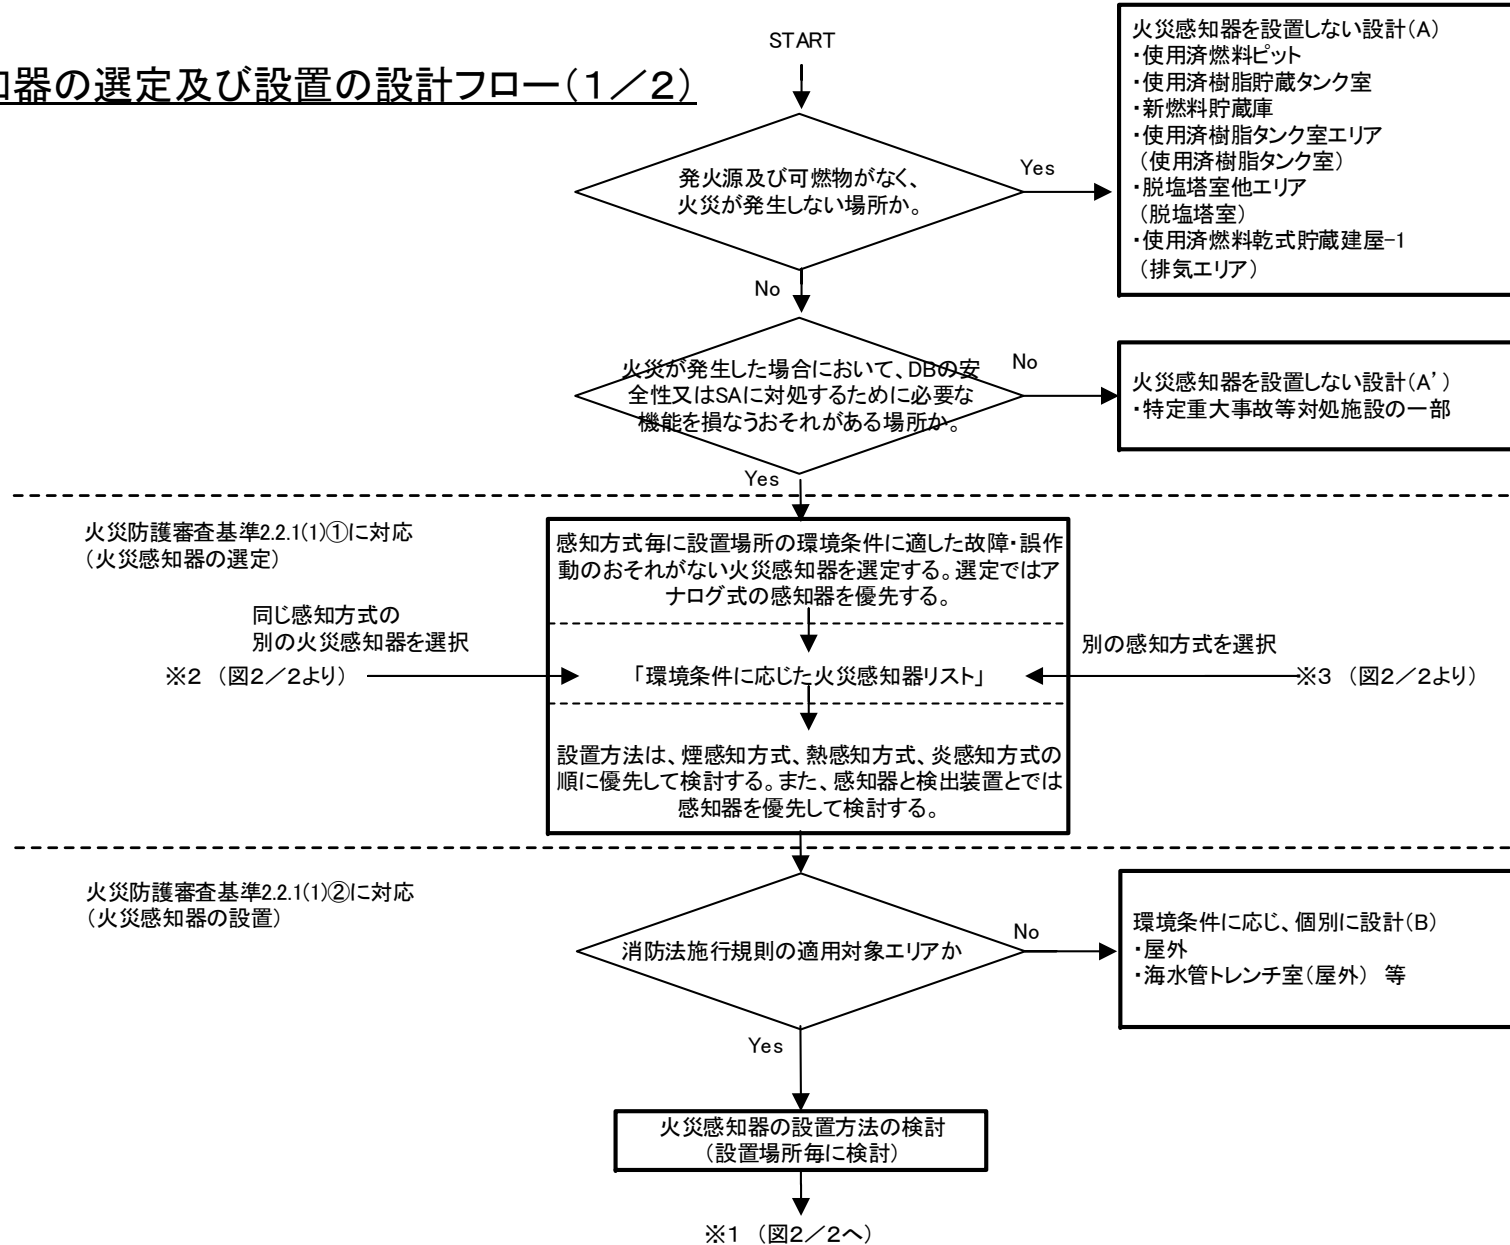 START
器の選定及び設置の設計フロー(1／2)
火災感知器を設置しない設計(A)
・使用済燃料ピット
・使用済樹脂貯蔵タンク室
・新燃料貯蔵庫
・使用済樹脂タンク室エリア
(使用済樹脂タンク室)
・脱塩塔室他エリア
(脱塩塔室)
・使用済燃料乾式貯蔵建屋-1
(排気エリア)
発火源及び可燃物がなく、
火災が発生しない場所か。
Yes
No
火災が発生した場合において、DBの安
全性又はSAに対処するために必要な
機能を損なうおそれがある場所か。
No
火災感知器を設置しない設計(A’)
・特定重大事故等対処施設の一部
Yes
火災防護審査基準2.2.1(1)①に対応
(火災感知器の選定)
感知方式毎に設置場所の環境条件に適した故障・誤作
動のおそれがない火災感知器を選定する。選定ではア
ナログ式の感知器を優先する。
同じ感知方式の
別の火災感知器を選択
※2 (図2／2より)
「環境条件に応じた火災感知器リスト」
別の感知方式を選択
※3 (図2／2より)
設置方法は、煙感知方式、熱感知方式、炎感知方式の
順に優先して検討する。また、感知器と検出装置とでは
感知器を優先して検討する。
火災防護審査基準2.2.1(1)②に対応
(火災感知器の設置)
消防法施行規則の適用対象エリアか
No
環境条件に応じ、個別に設計(B)
・屋外
・海水管トレンチ室(屋外) 等
Yes
火災感知器の設置方法の検討
(設置場所毎に検討)
※1 (図2／2へ)